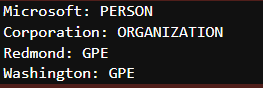 Microsoft: PERSON
Corporation: ORGANIZATION
Redmond: GPE
Washington: GPE